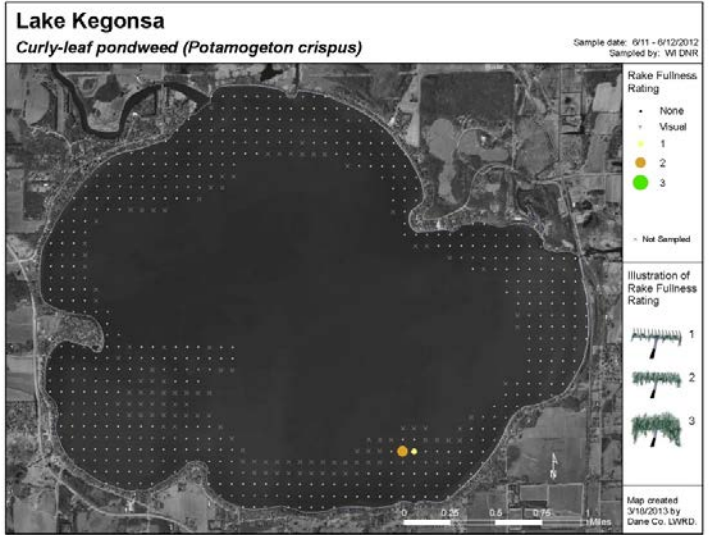 Lake Kegonsa
Curly-leaf pondweed (Potamogeton crispus)
Sample date: 6/11 - 6/12/2012
Sampled by: WI DNR
Rake Fullness
Rating
None
Visual
1
2
3
Not Sampled
Illustration of
Rake Fullness
Rating
1
2
3
N
0 0.25 0.5 0.75 1
Miles
Map created
3/18/2013 by
Dane Co. LWRD.